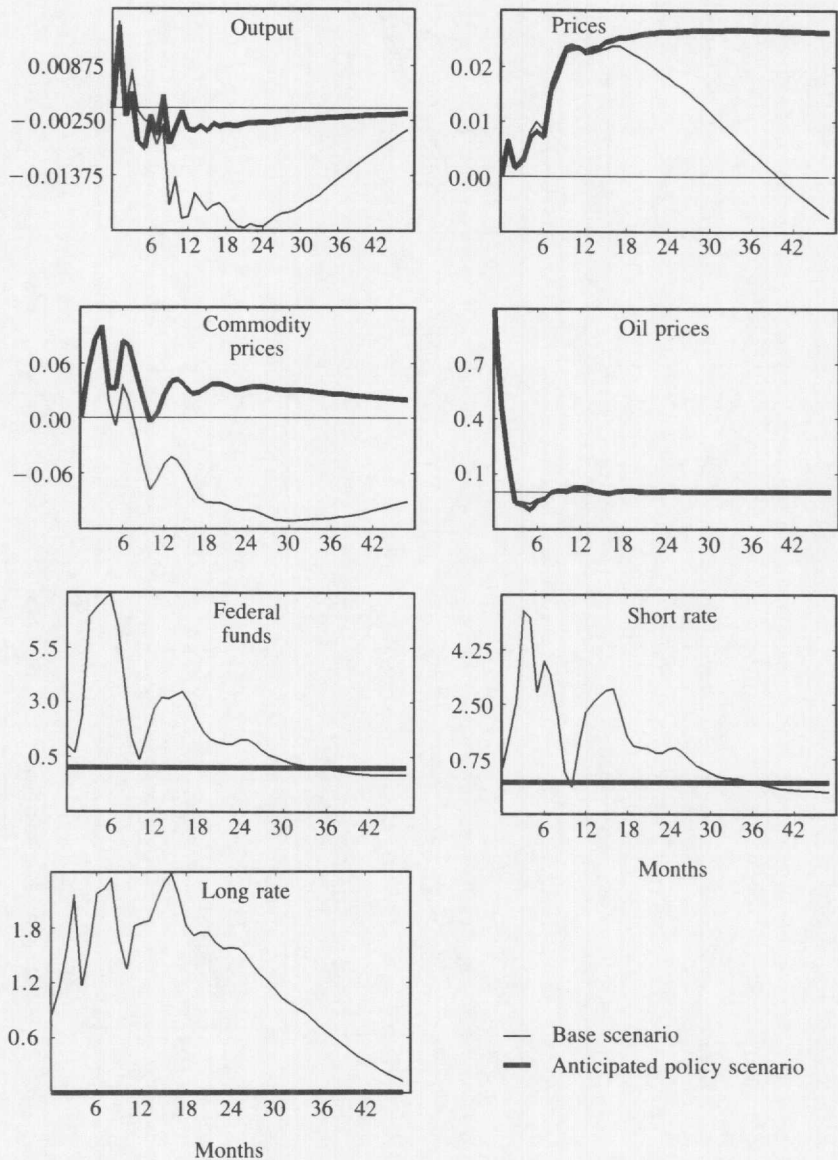 Output
0.00875
−0.00250
−0.01375
6 12 18 24 30 36 42
Prices
0.02
0.01
0.00
6 12 18 24 30 36 42
Commodity
prices
0.06
0.00
−0.06
6 12 18 24 30 36 42
Oil prices
0.7
0.4
0.1
6 12 18 24 30 36 42
Federal
funds
5.5
3.0
0.5
6 12 18 24 30 36 42
Short rate
4.25
2.50
0.75
6 12 18 24 30 36 42
Months
Long rate
1.8
1.2
0.6
6 12 18 24 30 36 42
Months
Base scenario
Anticipated policy scenario